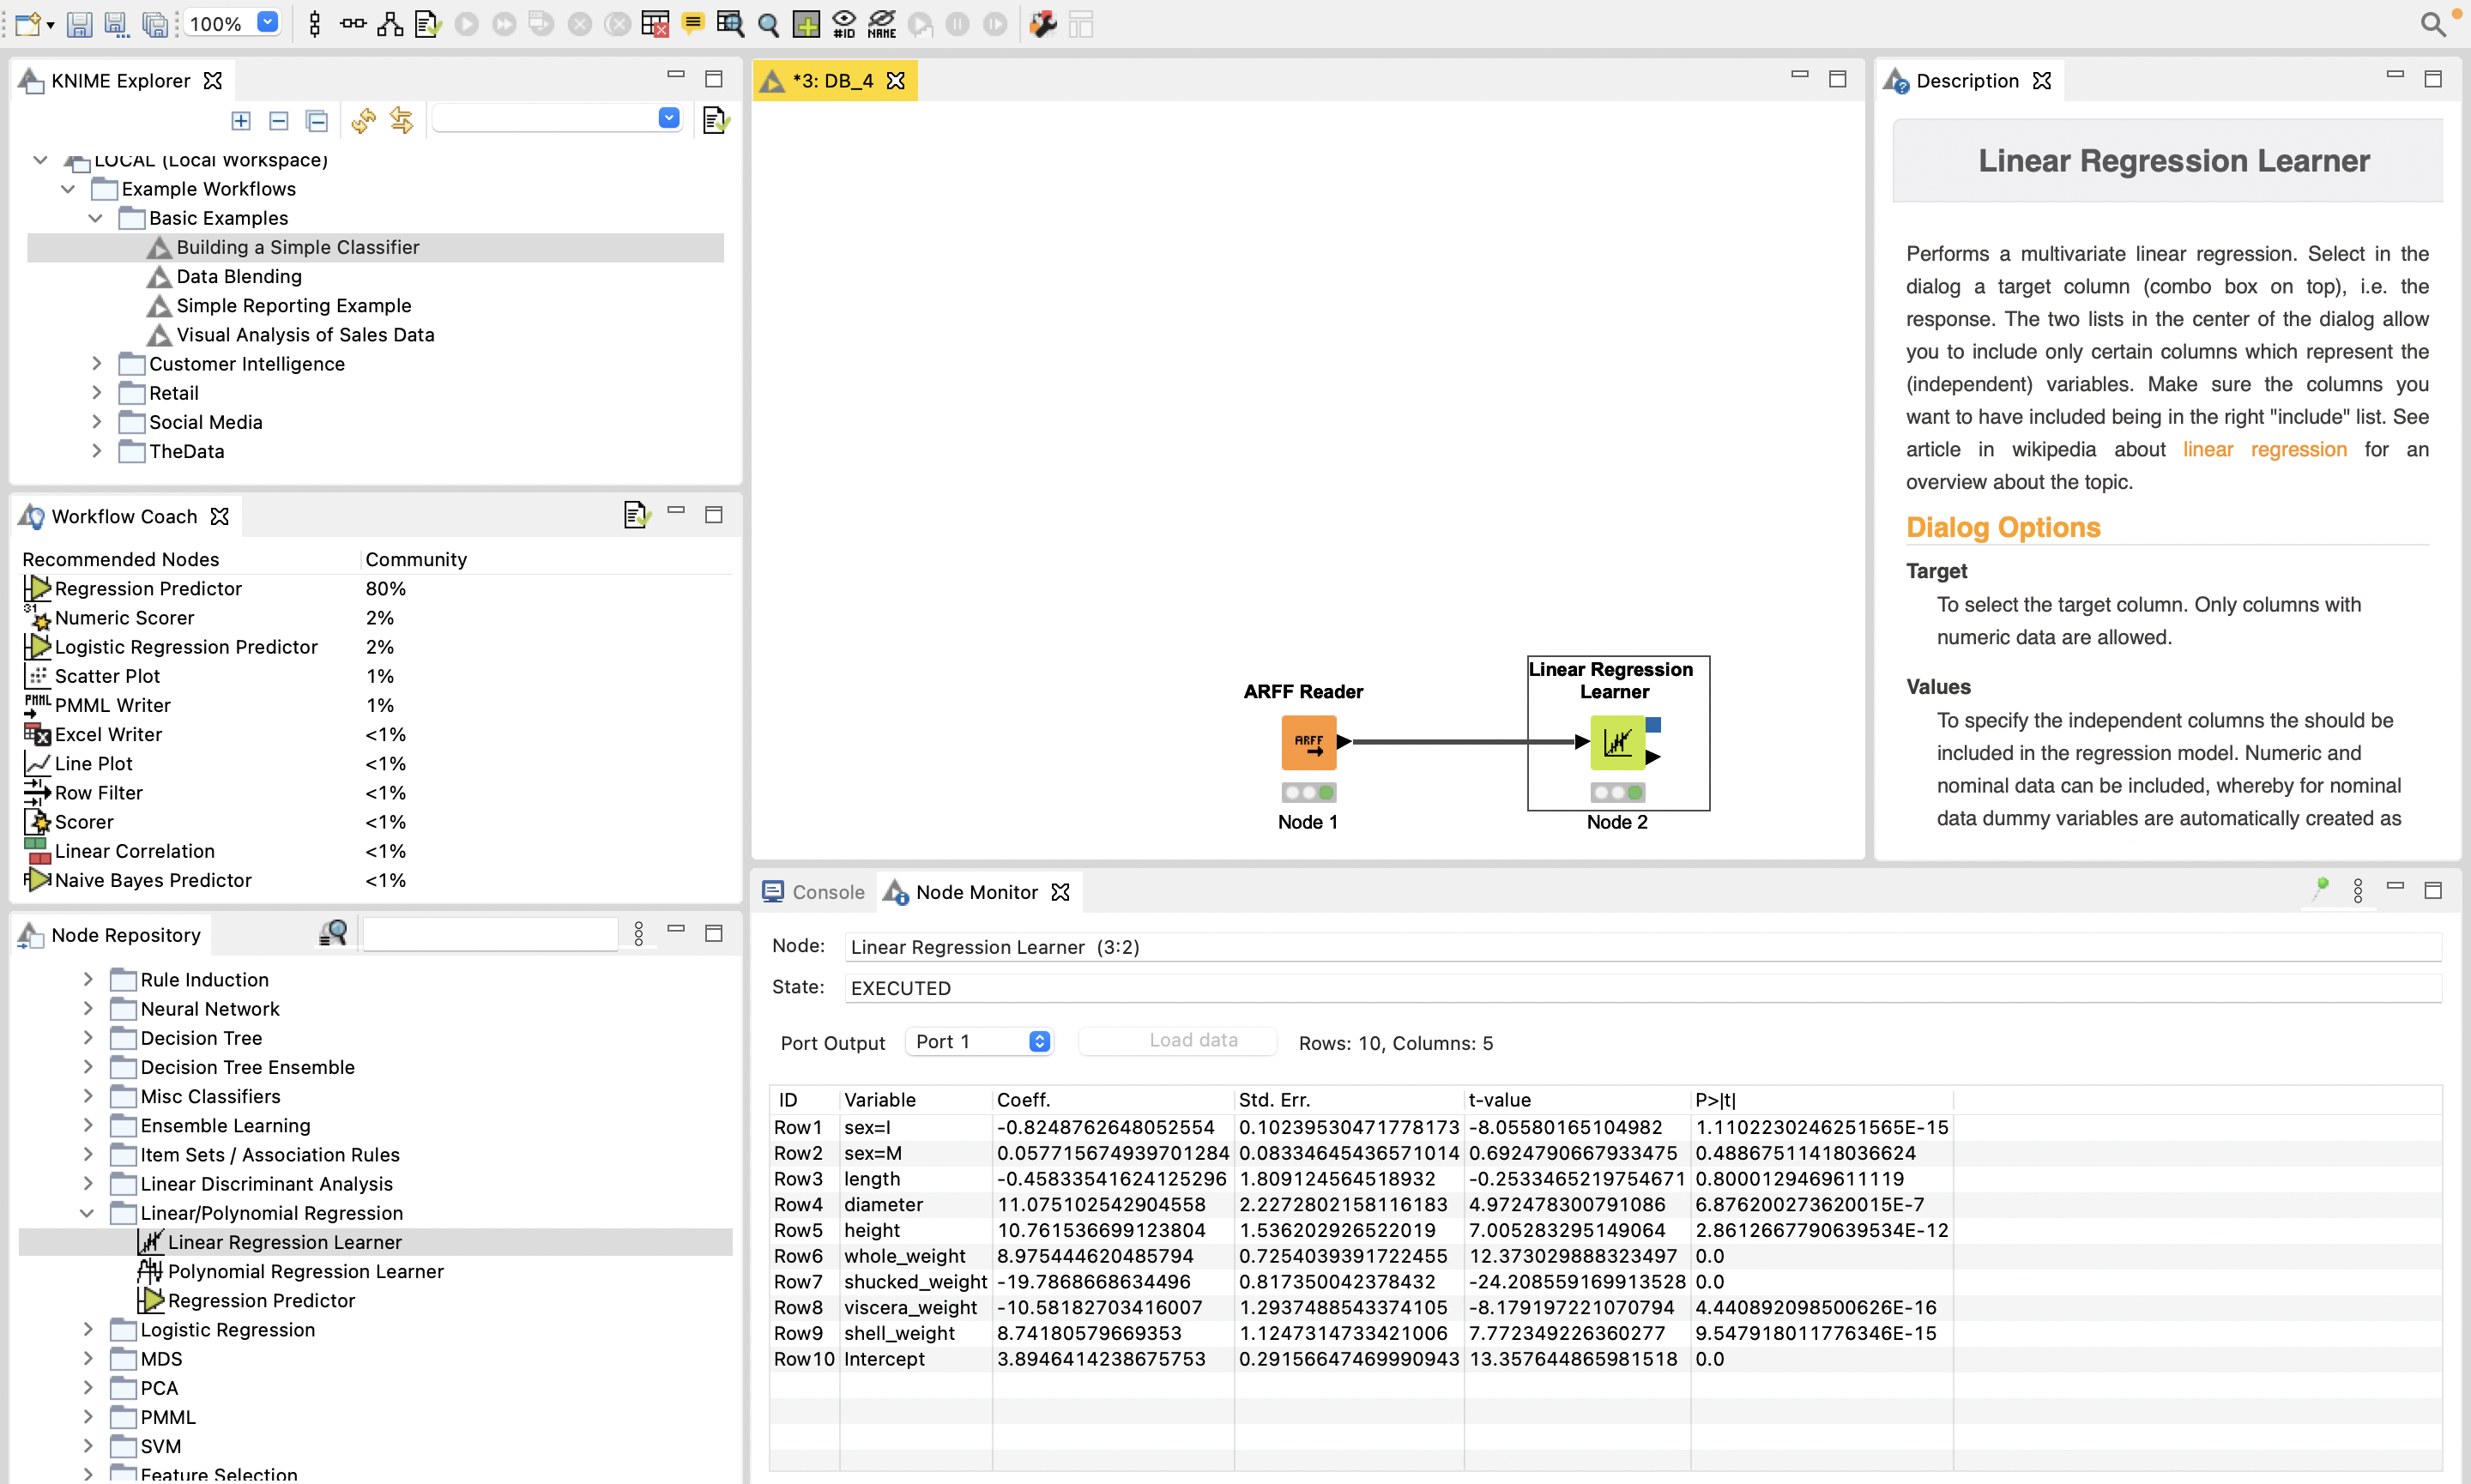 100%
#ID
NAME
KNIME Explorer
LOCAL (Local Workspace)
Example Workflows
Basic Examples
Building a Simple Classifier
Data Blending
Simple Reporting Example
Visual Analysis of Sales Data
Customer Intelligence
Retail
Social Media
TheData
Workflow Coach
Recommended Nodes Community
Regression Predictor 80%
Numeric Scorer 2%
Logistic Regression Predictor 2%
Scatter Plot 1%
PMML PMML Writer 1%
Excel Writer <1%
Line Plot <1%
Row Filter <1%
Scorer <1%
Linear Correlation <1%
Naive Bayes Predictor <1%
Node Repository
Rule Induction
Neural Network
Decision Tree
Decision Tree Ensemble
Misc Classifiers
Ensemble Learning
Item Sets / Association Rules
Linear Discriminant Analysis
Linear/Polynomial Regression
Linear Regression Learner
Polynomial Regression Learner
Regression Predictor
Logistic Regression
MDS
PCA
PMML
SVM
Feature Selection
*3: DB_4
ARFF Reader
ARFF
Node 1
Linear Regression
Learner
Node 2
Description
Linear Regression Learner
Performs a multivariate linear regression. Select in the
dialog a target column (combo box on top), i.e. the
response. The two lists in the center of the dialog allow
you to include only certain columns which represent the
(independent) variables. Make sure the columns you
want to have included being in the right "include" list. See
article in wikipedia about linear regression for an
overview about the topic.
Dialog Options
Target
To select the target column. Only columns with
numeric data are allowed.
Values
To specify the independent columns the should be
included in the regression model. Numeric and
nominal data can be included, whereby for nominal
data dummy variables are automatically created as
Console Node Monitor
Node: Linear Regression Learner (3:2)
State: EXECUTED
Port Output Port 1 Load data Rows: 10, Columns: 5
ID Variable Coeff. Std. Err. t-value P>|t|
Row1 sex=I -0.8248762648052554 0.10239530471778173 -8.05580165104982 1.1102230246251565E-15
Row2 sex=M 0.057715674939701284 0.08334645436571014 0.6924790667933475 0.48867511418036624
Row3 length -0.45833541624125296 1.809124564518932 -0.2533465219754671 0.8000129469611119
Row4 diameter 11.075102542904558 2.2272802158116183 4.972478300791086 6.876200273620015E-7
Row5 height 10.761536699123804 1.536202926522019 7.005283295149064 2.8612667790639534E-12
Row6 whole_weight 8.975444620485794 0.7254039391722455 12.373029888323497 0.0
Row7 shucked_weight -19.7868668634496 0.817350042378432 -24.208559169913528 0.0
Row8 viscera_weight -10.58182703416007 1.2937488543374105 -8.179197221070794 4.440892098500626E-16
Row9 shell_weight 8.74180579669353 1.1247314733421006 7.772349226360277 9.547918011776346E-15
Row10 Intercept 3.8946414238675753 0.29156647469990943 13.357644865981518 0.0